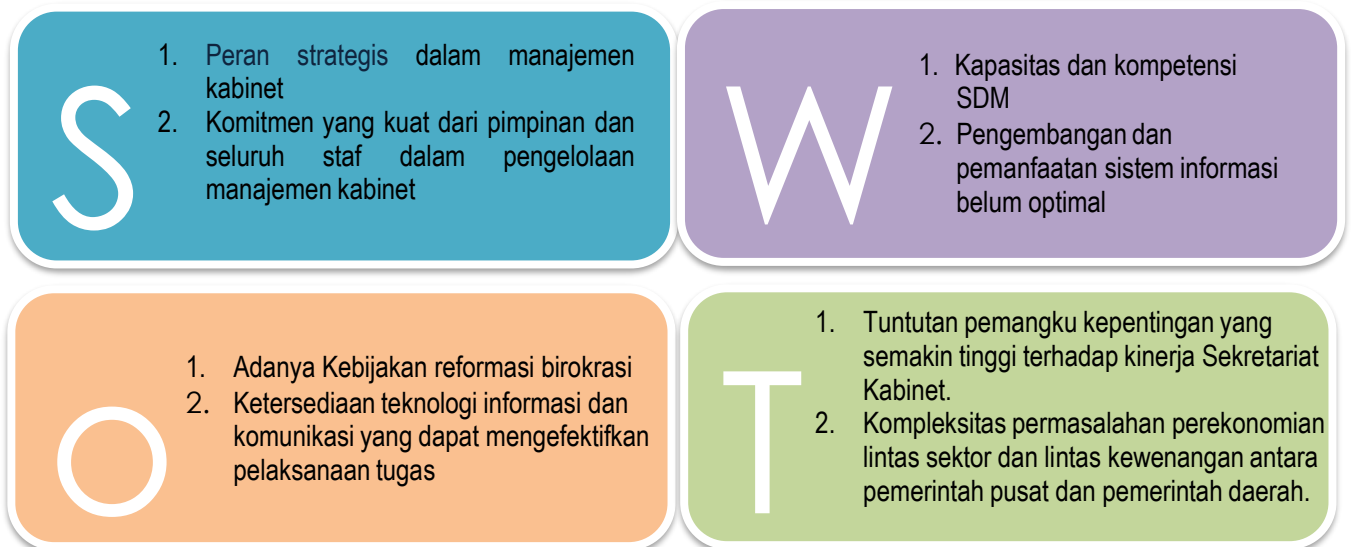 S
1. Peran strategis dalam manajemen
kabinet
2. Komitmen yang kuat dari pimpinan dan
seluruh staf dalam pengelolaan
manajemen kabinet
W
1. Kapasitas dan kompetensi
SDM
2. Pengembangan dan
pemanfaatan sistem informasi
belum optimal
O
1. Adanya Kebijakan reformasi birokrasi
2. Ketersediaan teknologi informasi dan
komunikasi yang dapat mengefektifkan
pelaksanaan tugas
T
1. Tuntutan pemangku kepentingan yang
semakin tinggi terhadap kinerja Sekretariat
Kabinet.
2. Kompleksitas permasalahan perekonomian
lintas sektor dan lintas kewenangan antara
pemerintah pusat dan pemerintah daerah.